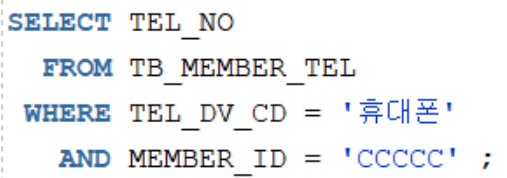 SELECT TEL_NO
FROM TB_MEMBER_TEL
WHERE TEL_DV_CD = '휴대폰'
AND MEMBER_ID = 'CCCCC' ;